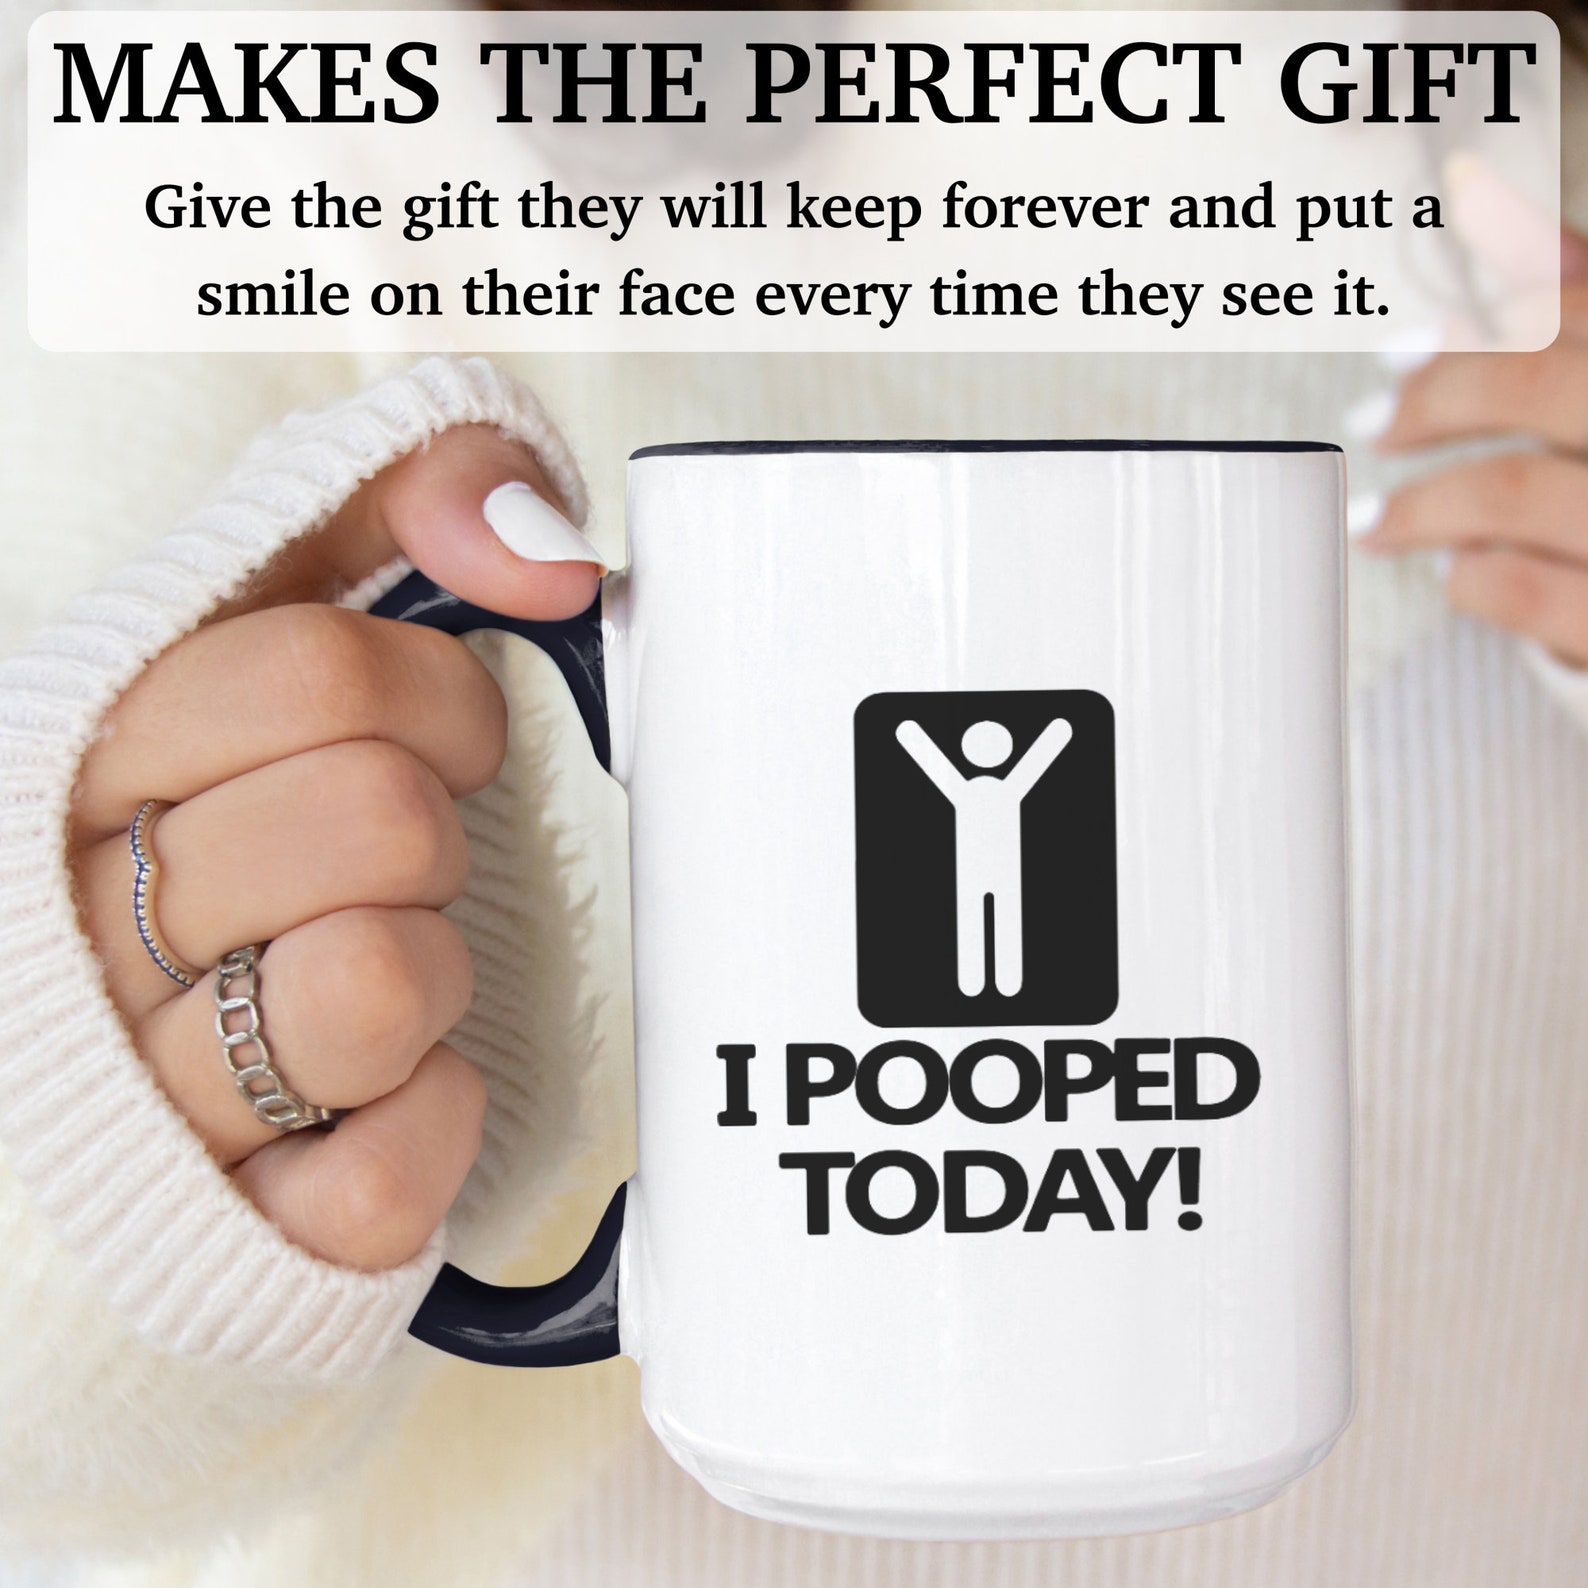 MAKES THE PERFECT GIFT
Give the gift they will keep forever and put a
smile on their face every time they see it.
I POOPED
TODAY!